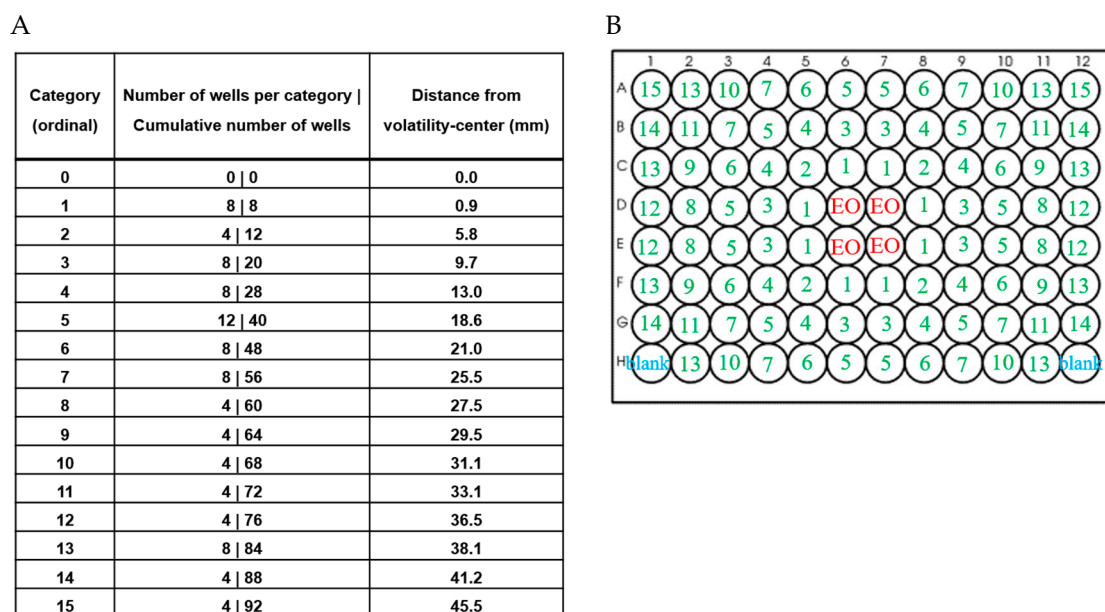 A
Category (ordinal) Number of wells per category | Cumulative number of wells Distance from volatility-center (mm)
0 0 | 0 0.0
1 8 | 8 0.9
2 4 | 12 5.8
3 8 | 20 9.7
4 8 | 28 13.0
5 12 | 40 18.6
6 8 | 48 21.0
7 8 | 56 25.5
8 4 | 60 27.5
9 4 | 64 29.5
10 4 | 68 31.1
11 4 | 72 33.1
12 4 | 76 36.5
13 8 | 84 38.1
14 4 | 88 41.2
15 4 | 92 45.5
B
1 2 3 4 5 6 7 8 9 10 11 12
A 15 13 10 7 6 5 5 6 7 10 13 15
B 14 11 7 5 4 3 3 4 5 7 11 14
C 13 9 6 4 2 1 1 2 4 6 9 13
D 12 8 5 3 1 EO EO 1 3 5 8 12
E 12 8 5 3 1 EO EO 1 3 5 8 12
F 13 9 6 4 2 1 1 2 4 6 9 13
G 14 11 7 5 4 3 3 4 5 7 11 14
H blank 13 10 7 6 5 5 6 7 10 13 blank